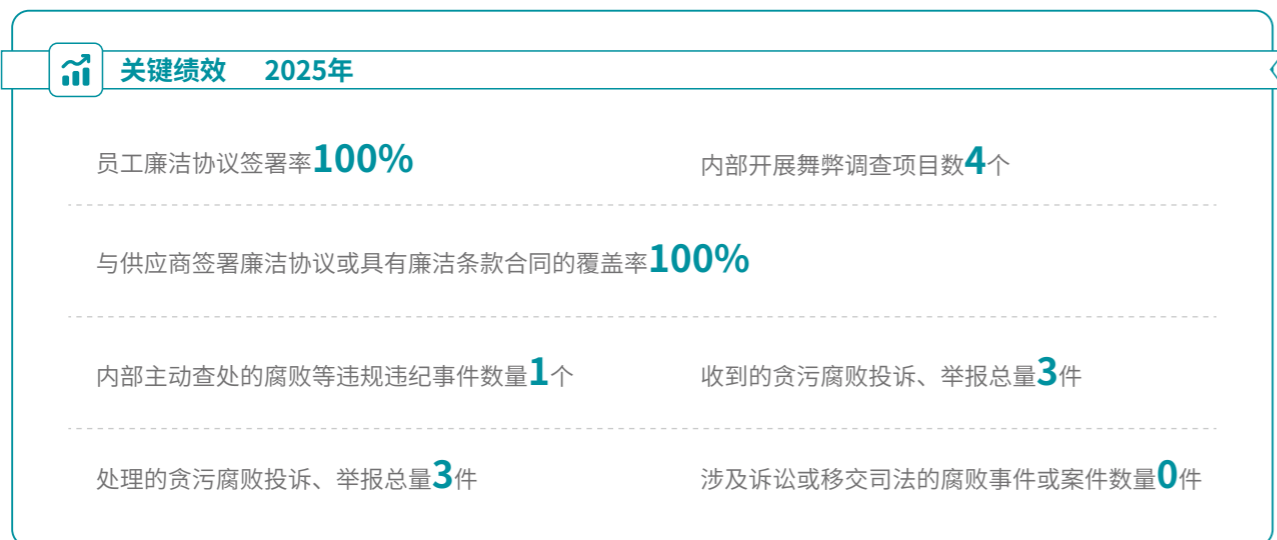 关键绩效 2025年
员工廉洁协议签署率100%
内部开展舞弊调查项目数4个
与供应商签署廉洁协议或具有廉洁条款合同的覆盖率100%
内部主动查处的腐败等违规违纪事件数量1个
收到的贪污腐败投诉、举报总量3件
处理的贪污腐败投诉、举报总量3件
涉及诉讼或移交司法的腐败事件或案件数量0件